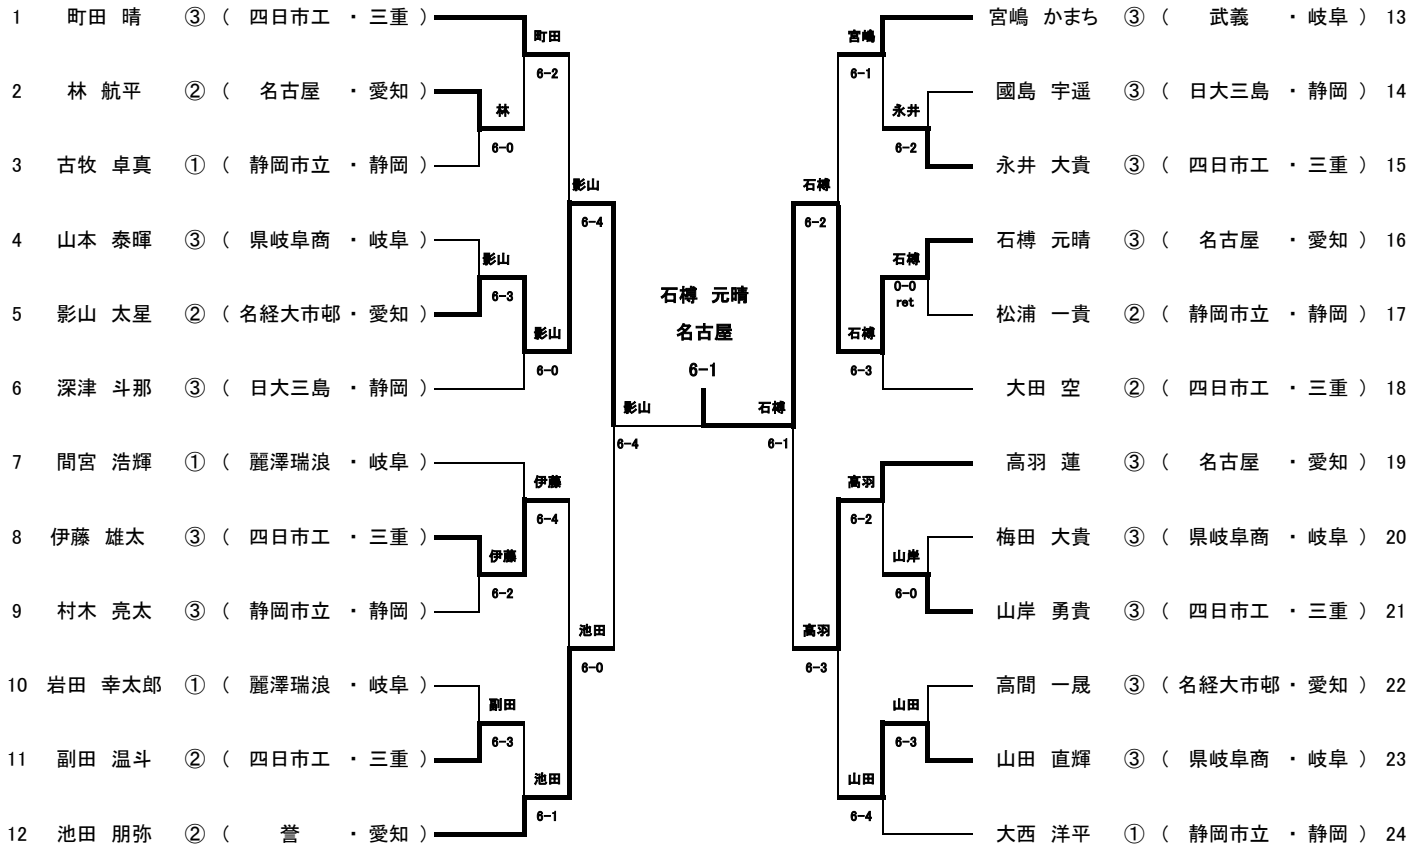 1 町田 晴 ③ ( 四日市工 ・ 三重 )
2 林 航平 ② ( 名古屋 ・ 愛知 )
3 古牧 卓真 ① ( 静岡市立 ・ 静岡 )
4 山本 泰暉 ③ ( 県岐阜商 ・ 岐阜 )
5 影山 太星 ② ( 名経大市邨 ・ 愛知 )
6 深津 斗那 ③ ( 日大三島 ・ 静岡 )
7 間宮 浩輝 ① ( 麗澤瑞浪 ・ 岐阜 )
8 伊藤 雄太 ③ ( 四日市工 ・ 三重 )
9 村木 亮太 ③ ( 静岡市立 ・ 静岡 )
10 岩田 幸太郎 ① ( 麗澤瑞浪 ・ 岐阜 )
11 副田 温斗 ② ( 四日市工 ・ 三重 )
12 池田 朋弥 ② ( 誉 ・ 愛知 )
林
6-0
影山
6-3
伊藤
6-2
副田
6-3
町田
6-2
影山
6-0
伊藤
6-4
池田
6-1
影山
6-4
池田
6-0
影山
6-4
石榑 元晴
名古屋
6-1
石榑
6-1
石榑
6-2
高羽
6-3
宮嶋
6-1
石榑
6-3
高羽
6-2
山田
6-4
永井
6-2
石榑
0-0
ret
山岸
6-0
山田
6-3
宮嶋 かまち ③ ( 武義 ・ 岐阜 ) 13
國島 宇遥 ③ ( 日大三島 ・ 静岡 ) 14
永井 大貴 ③ ( 四日市工 ・ 三重 ) 15
石榑 元晴 ③ ( 名古屋 ・ 愛知 ) 16
松浦 一貴 ② ( 静岡市立 ・ 静岡 ) 17
大田 空 ② ( 四日市工 ・ 三重 ) 18
高羽 蓮 ③ ( 名古屋 ・ 愛知 ) 19
梅田 大貴 ③ ( 県岐阜商 ・ 岐阜 ) 20
山岸 勇貴 ③ ( 四日市工 ・ 三重 ) 21
高間 一晟 ③ ( 名経大市邨 ・ 愛知 ) 22
山田 直輝 ③ ( 県岐阜商 ・ 岐阜 ) 23
大西 洋平 ① ( 静岡市立 ・ 静岡 ) 24